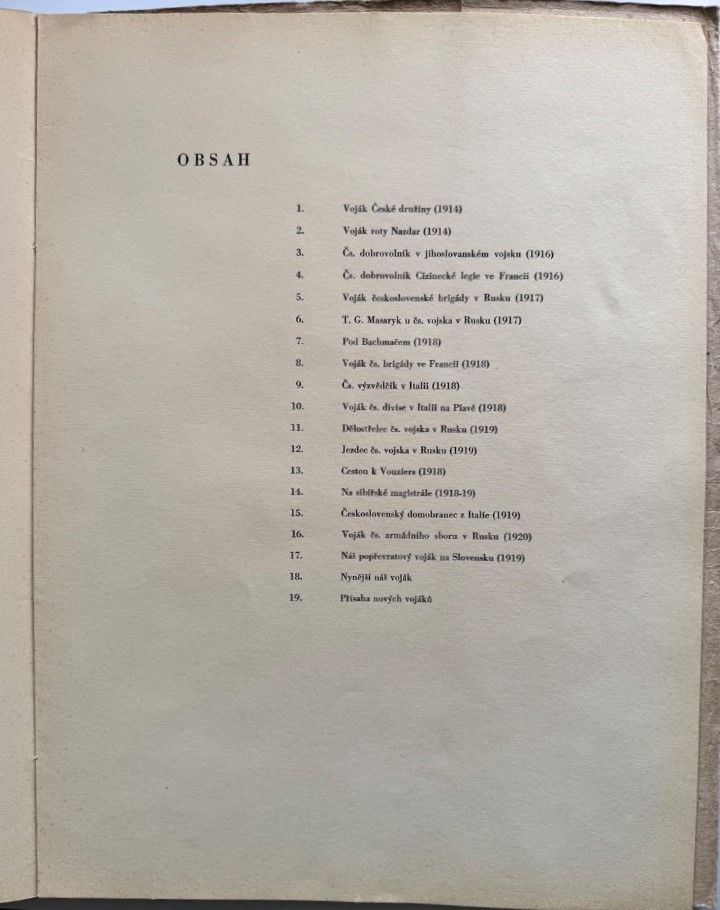 OBSAH
1. Voják České družiny (1914)
2. Voják roty Nazdar (1914)
3. Čs. dobrovolník v jihoslovanském vojsku (1916)
4. Čs. dobrovolník Cizinecké legie ve Francii (1916)
5. Voják československé brigády v Rusku (1917)
6. T. G. Masaryk u čs. vojska v Rusku (1917)
7. Pod Bachmačem (1918)
8. Voják čs. brigády ve Francii (1918)
9. Čs. výzvědčík v Italii (1918)
10. Voják čs. divise v Italii na Piavě (1918)
11. Dělostřelec čs. vojska v Rusku (1919)
12. Jezdec čs. vojska v Rusku (1919)
13. Cestou k Vouziers (1918)
14. Na sibiřské magistrále (1918-19)
15. Československý domobranec z Italie (1919)
16. Voják čs. armádního sboru v Rusku (1920)
17. Náš popřevratový voják na Slovensku (1919)
18. Nynější náš voják
19. Přísaha nových vojáků